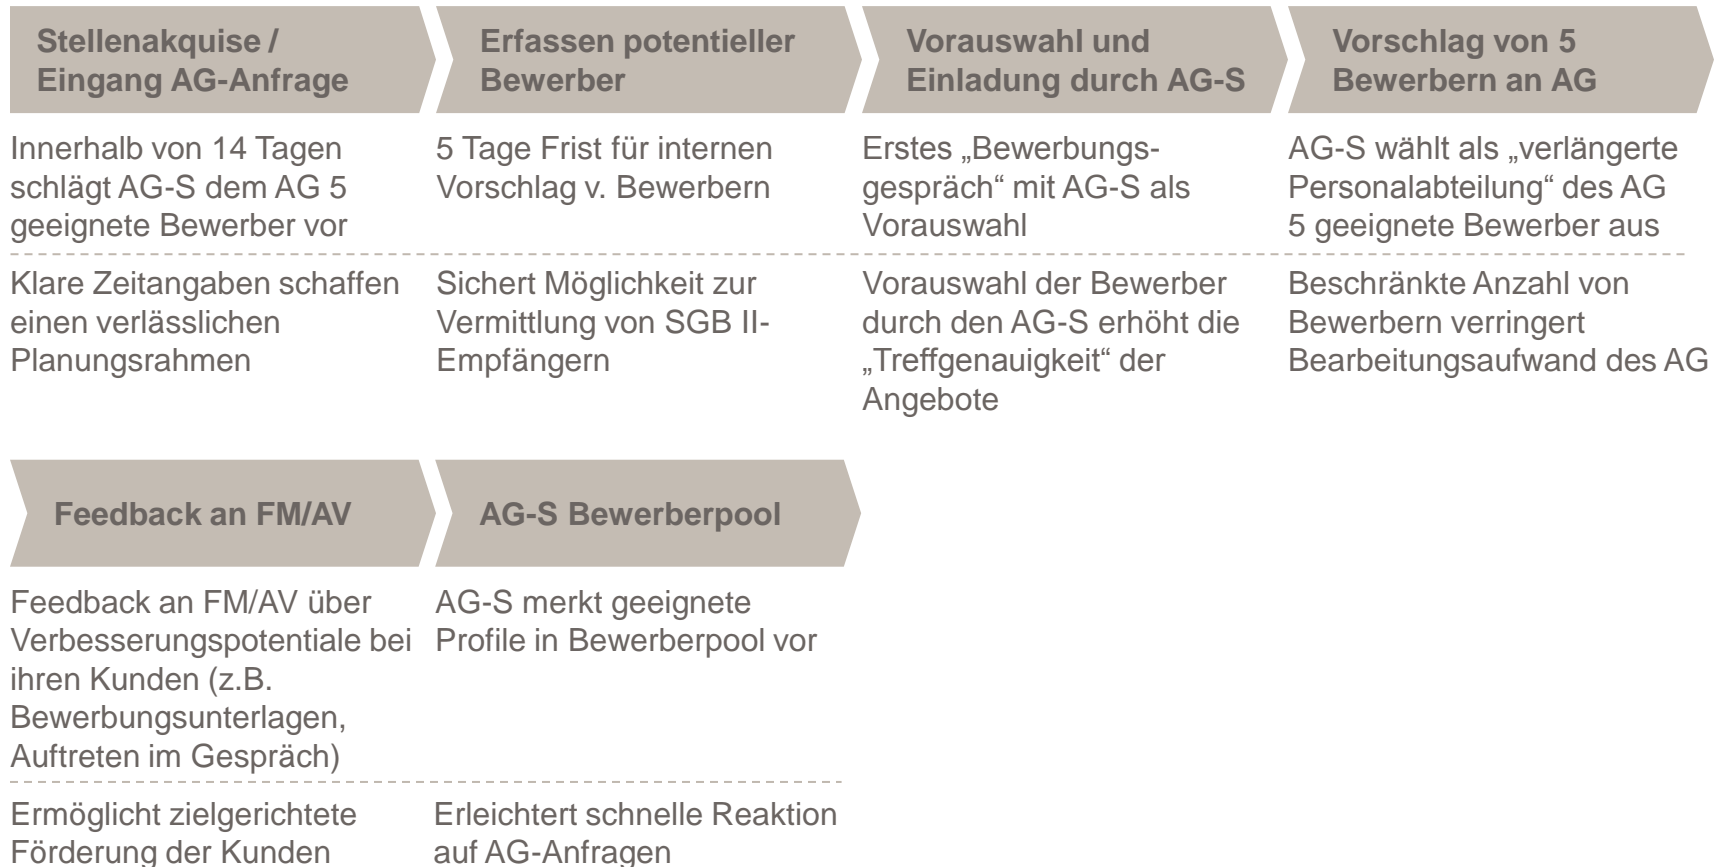 Stellenakquise /
Eingang AG-Anfrage
Erfassen potentieller
Bewerber
Vorauswahl und
Einladung durch AG-S
Vorschlag von 5
Bewerbern an AG
Innerhalb von 14 Tagen
schlägt AG-S dem AG 5
geeignete Bewerber vor
5 Tage Frist für internen
Vorschlag v. Bewerbern
Erstes „Bewerbungs-
gespräch“ mit AG-S als
Vorauswahl
AG-S wählt als „verlängerte
Personalabteilung“ des AG
5 geeignete Bewerber aus
Klare Zeitangaben schaffen
einen verlässlichen
Planungsrahmen
Sichert Möglichkeit zur
Vermittlung von SGB II-
Empfängern
Vorauswahl der Bewerber
durch den AG-S erhöht die
„Treffgenauigkeit“ der
Angebote
Beschränkte Anzahl von
Bewerbern verringert
Bearbeitungsaufwand des AG
Feedback an FM/AV
AG-S Bewerberpool
Feedback an FM/AV über
Verbesserungspotentiale bei
ihren Kunden (z.B.
Bewerbungsunterlagen,
Auftreten im Gespräch)
AG-S merkt geeignete
Profile in Bewerberpool vor
Ermöglicht zielgerichtete
Förderung der Kunden
Erleichtert schnelle Reaktion
auf AG-Anfragen